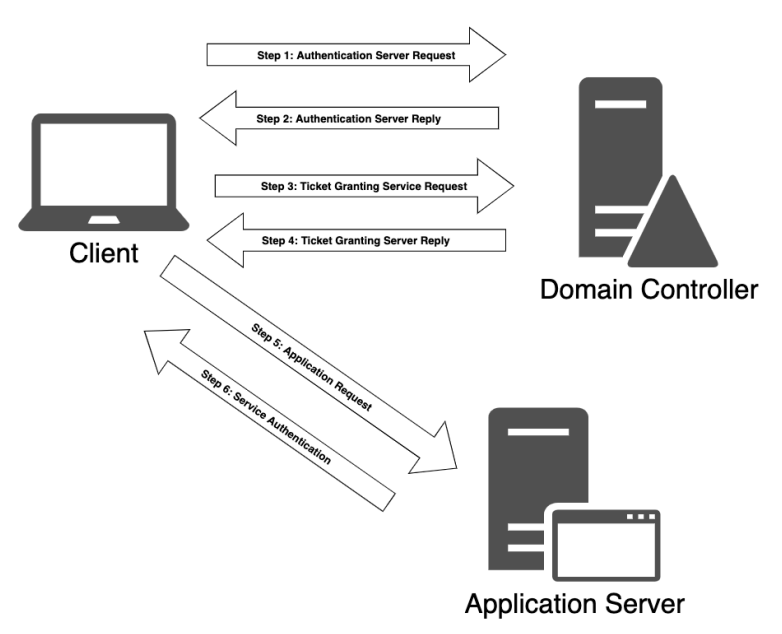 Step 1: Authentication Server Request
Step 2: Authentication Server Reply
Step 3: Ticket Granting Service Request
Step 4: Ticket Granting Server Reply
Client
Domain Controller
Step 5: Application Request
Step 6: Service Authentication
Application Server